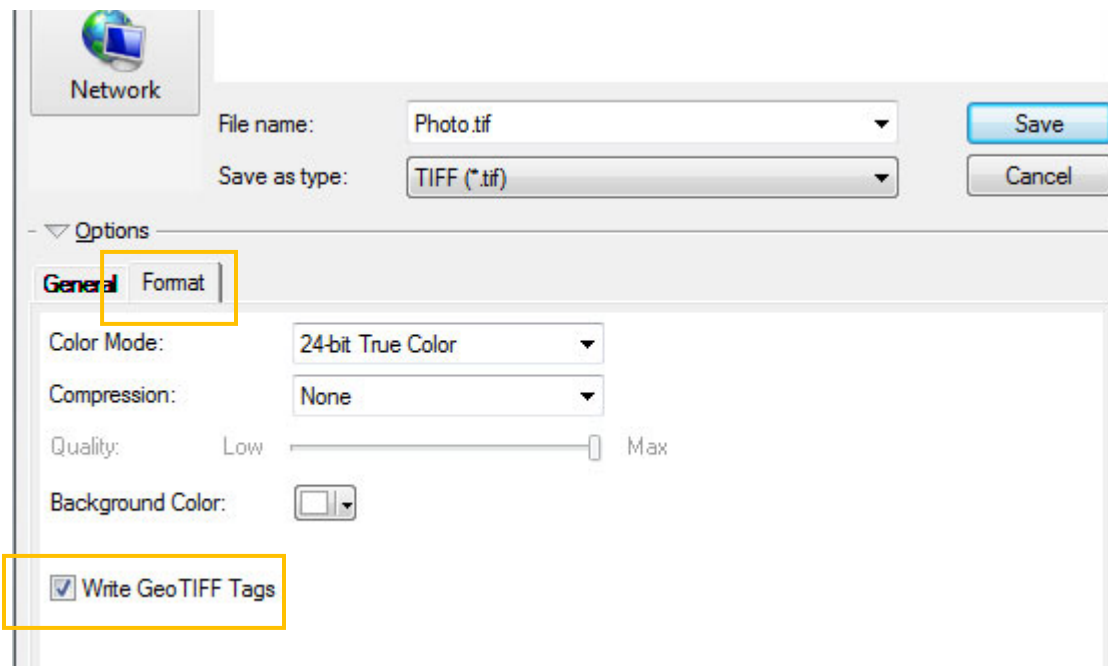 Network
File name: Photo.tif Save
Save as type: TIFF (*.tif) Cancel
Options
General Format
Color Mode: 24-bit True Color
Compression: None
Quality: Low Max
Background Color:
Write GeoTIFF Tags